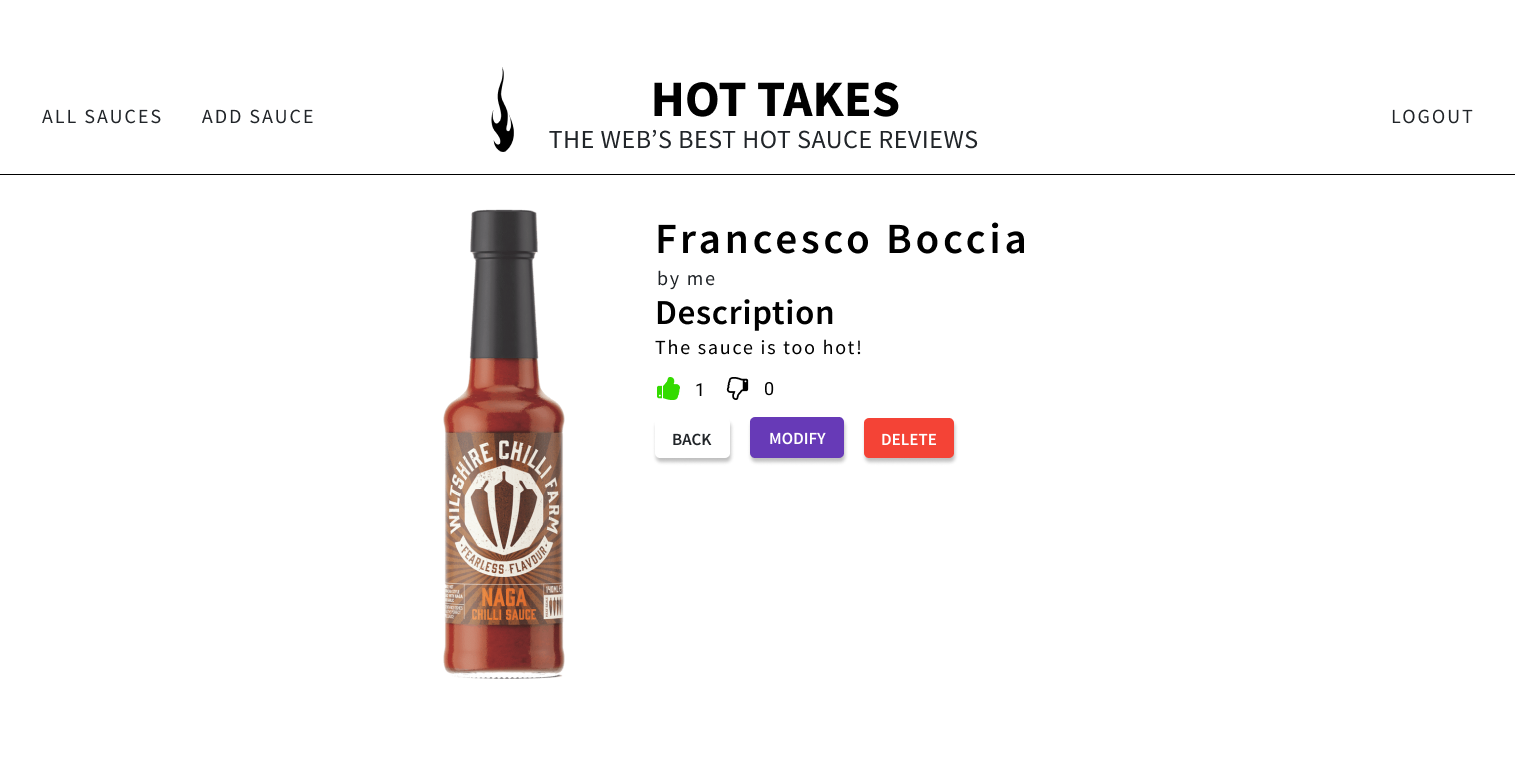 ALL SAUCES
ADD SAUCE
HOT TAKES
THE WEB’S BEST HOT SAUCE REVIEWS
LOGOUT
Francesco Boccia
by me
Description
The sauce is too hot!
1
0
BACK
MODIFY
DELETE
WILTSHIRE CHILLI FARM
FEARLESS FLAVOUR
NAGA
CHILLI SAUCE